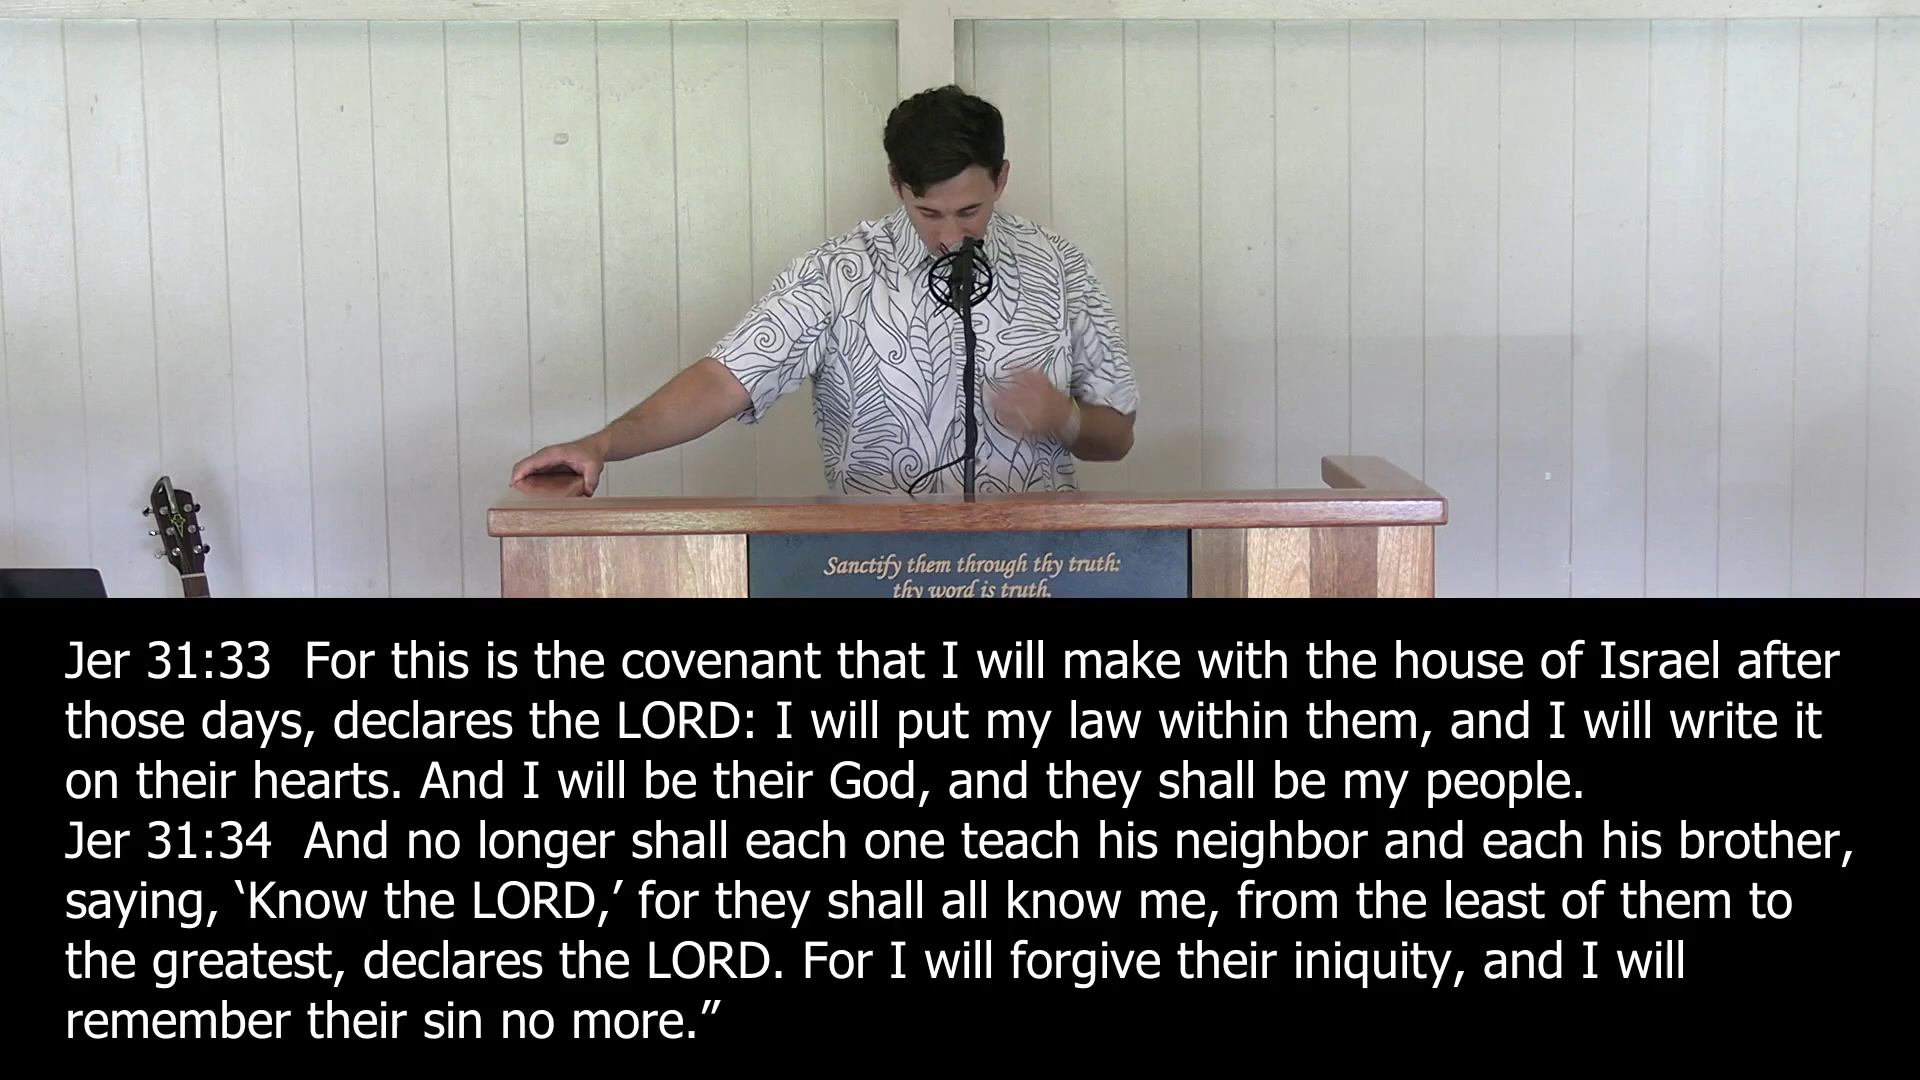 Sanctify them through thy truth:
thy word is truth.
Jer 31:33  For this is the covenant that I will make with the house of Israel after
those days, declares the LORD: I will put my law within them, and I will write it
on their hearts. And I will be their God, and they shall be my people.
Jer 31:34  And no longer shall each one teach his neighbor and each his brother,
saying, ‘Know the LORD,’ for they shall all know me, from the least of them to
the greatest, declares the LORD. For I will forgive their iniquity, and I will
remember their sin no more.”